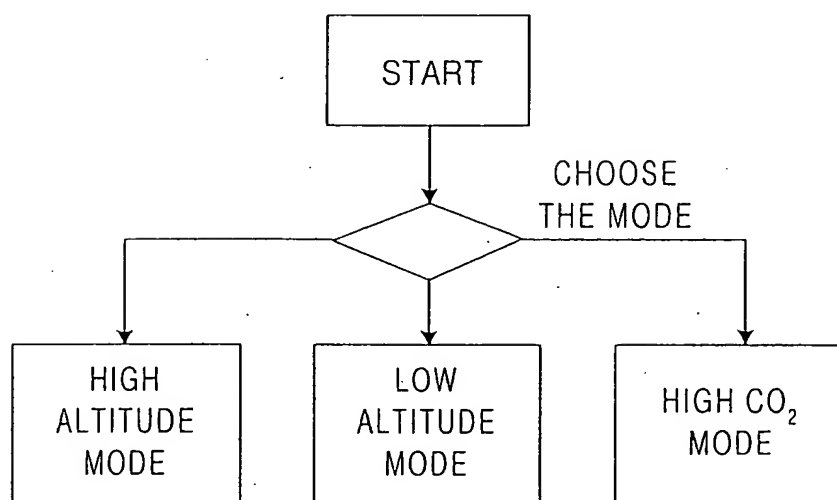 START
CHOOSE
THE MODE
HIGH
ALTITUDE
MODE
LOW
ALTITUDE
MODE
HIGH CO₂
MODE